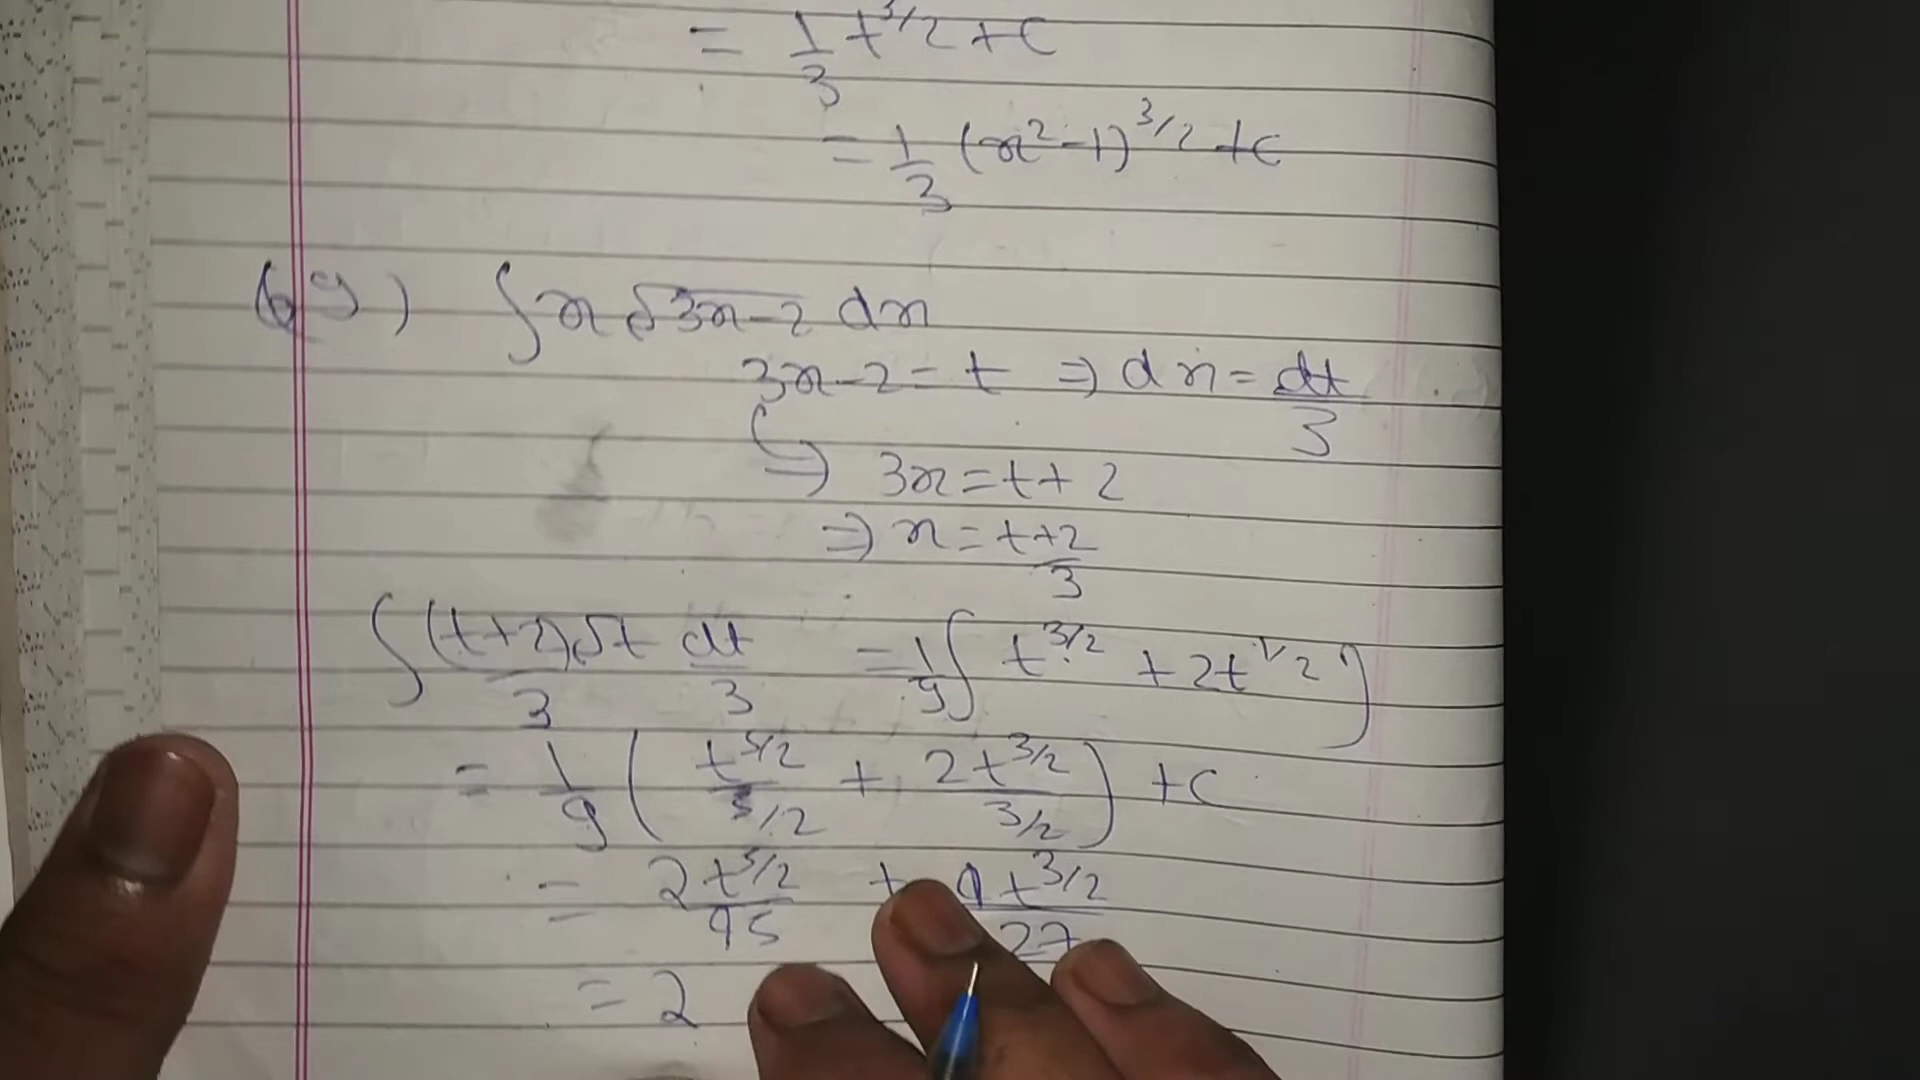 = 1/3 t^3/2 + c
= 1/3 (x² - 1)^3/2 + c
(69) ∫ x √3x-2 dx
3x - 2 = t ⇒ dx = dt/3
⇒ 3x = t + 2
⇒ x = t+2/3
∫ (t+2)√t/3 dt/3 = 1/9 ∫ t^3/2 + 2t^1/2)
= 1/9 ( t^5/2 / 5/2 + 2t^3/2 / 3/2 ) + c
= 2t^5/2 / 45 + 4t^3/2 / 27
= 2